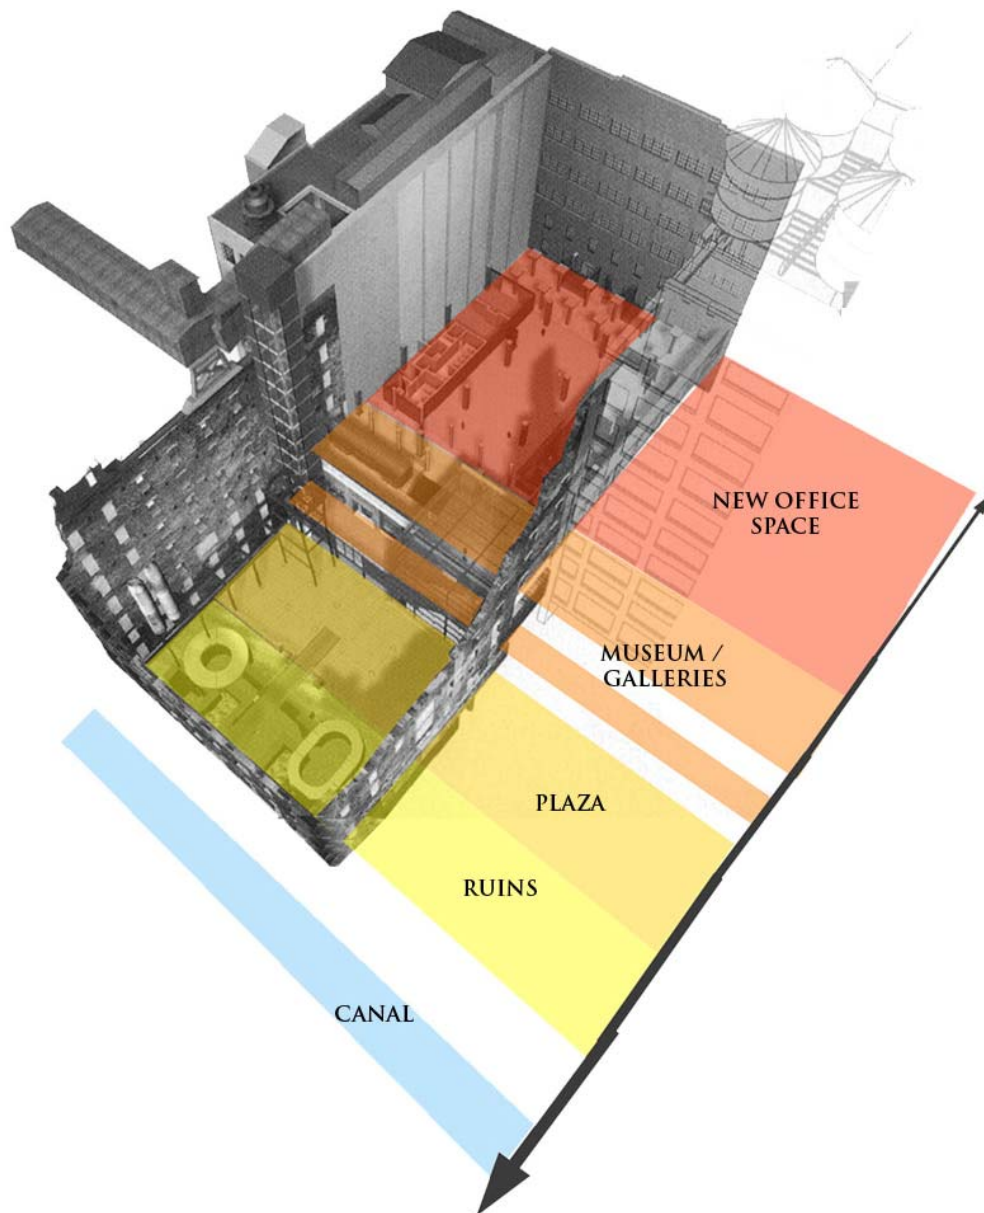 NEW OFFICE
SPACE
MUSEUM /
GALLERIES
PLAZA
RUINS
CANAL